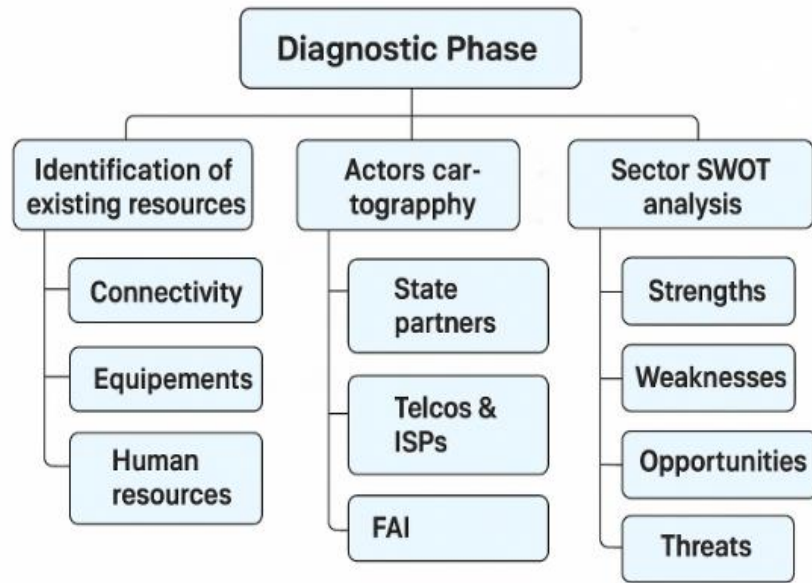 Diagnostic Phase
Identification of
existing resources
Connectivity
Equipements
Human
resources
Actors car-
tograpphy
State
partners
Telcos &
ISPs
FAI
Sector SWOT
analysis
Strengths
Weaknesses
Opportunities
Threats